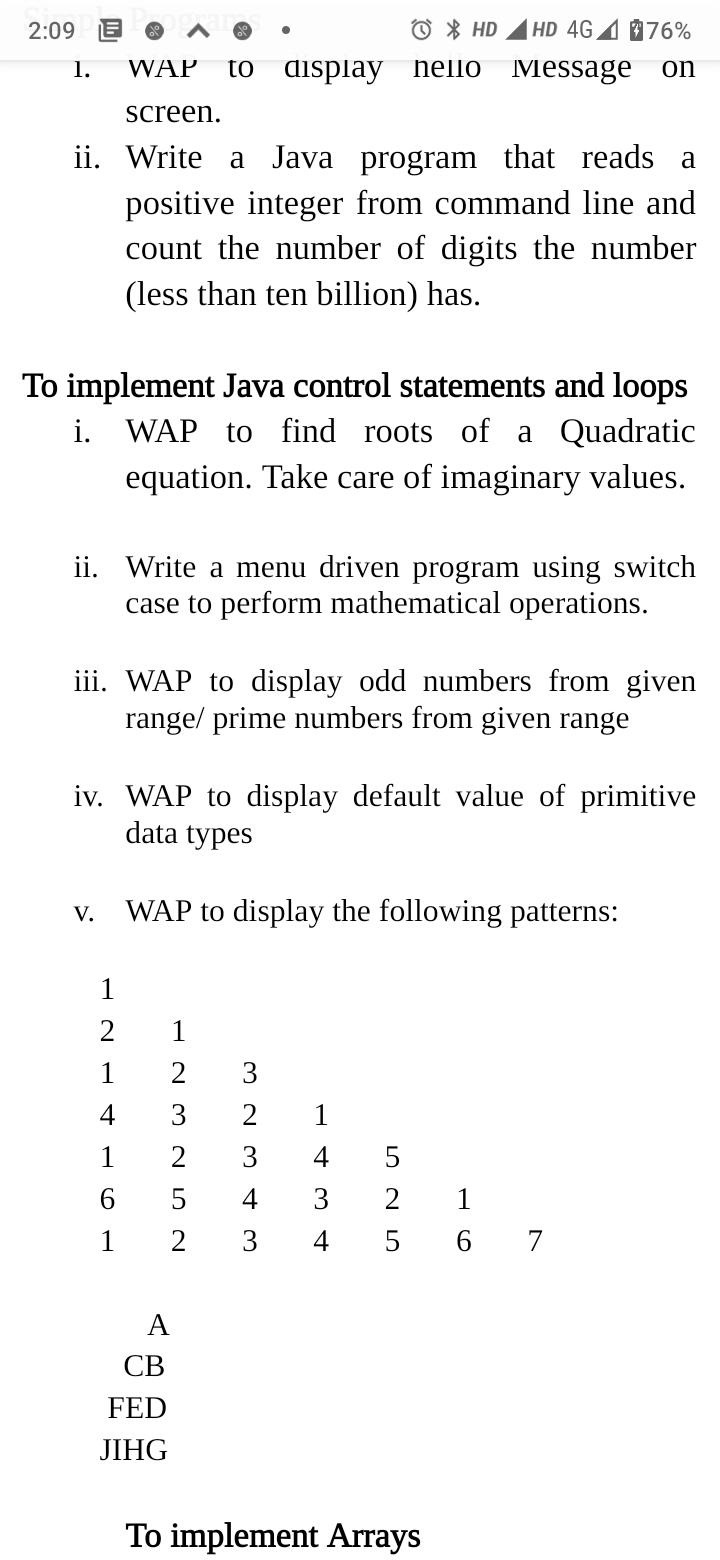 Simple Programs
2:09 HD HD 4G 76%
i. WAP to display hello Message on
screen.
ii. Write a Java program that reads a
positive integer from command line and
count the number of digits the number
(less than ten billion) has.
To implement Java control statements and loops
i. WAP to find roots of a Quadratic
equation. Take care of imaginary values.
ii. Write a menu driven program using switch
case to perform mathematical operations.
iii. WAP to display odd numbers from given
range/ prime numbers from given range
iv. WAP to display default value of primitive
data types
v. WAP to display the following patterns:
1
2 1
1 2 3
4 3 2 1
1 2 3 4 5
6 5 4 3 2 1
1 2 3 4 5 6 7
A
CB
FED
JIHG
To implement Arrays